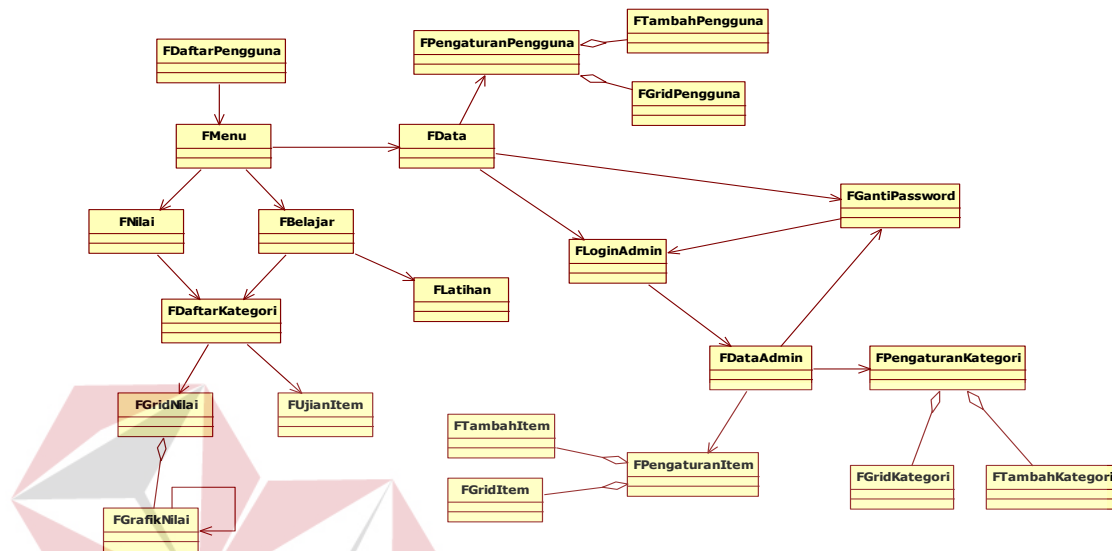 FTambahPengguna
FPengaturanPengguna
FDaftarPengguna
FGridPengguna
FMenu
FData
FGantiPassword
FNilai
FBelajar
FLoginAdmin
FLatihan
FDaftarKategori
FDataAdmin
FPengaturanKategori
FGridNilai
FUjianItem
FTambahItem
FPengaturanItem
FGridKategori
FTambahKategori
FGridItem
FGrafikNilai